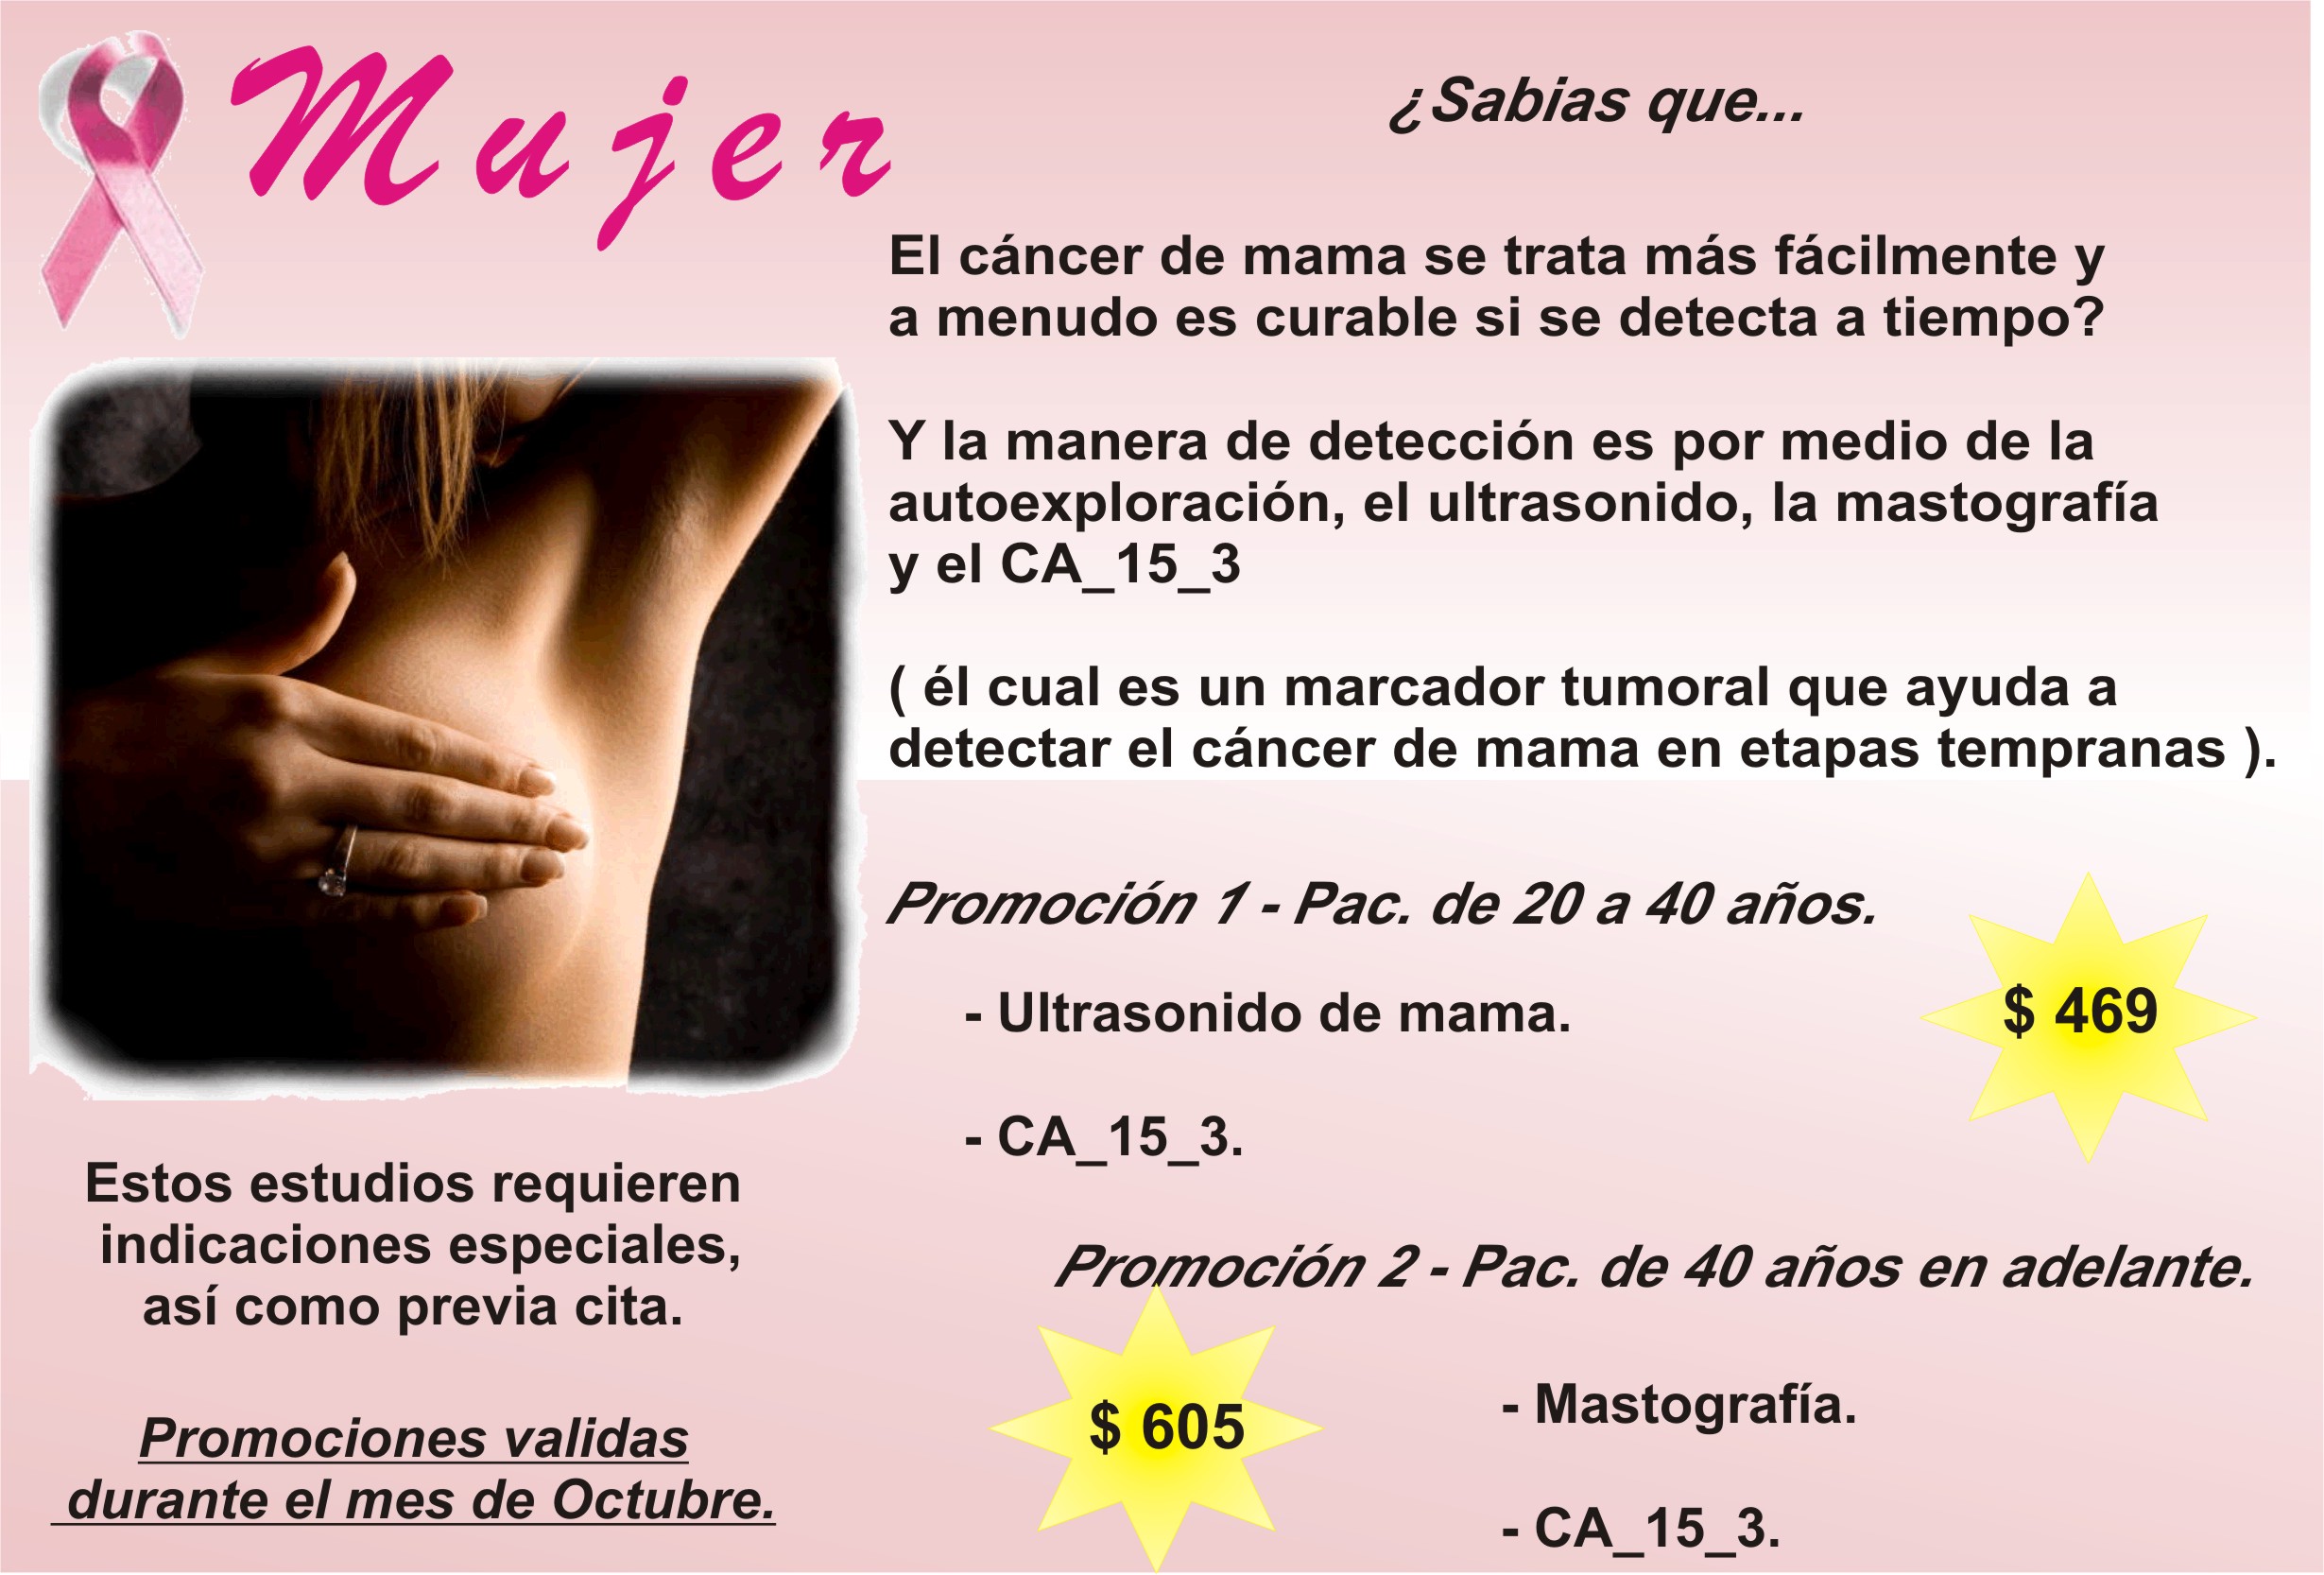 Mujer
¿Sabias que...
El cáncer de mama se trata más fácilmente y
a menudo es curable si se detecta a tiempo?
Y la manera de detección es por medio de la
autoexploración, el ultrasonido, la mastografía
y el CA_15_3
( él cual es un marcador tumoral que ayuda a
detectar el cáncer de mama en etapas tempranas ).
Promoción 1 - Pac. de 20 a 40 años.
- Ultrasonido de mama.
$ 469
- CA_15_3.
Promoción 2 - Pac. de 40 años en adelante.
$ 605
- Mastografía.
- CA_15_3.
Estos estudios requieren
indicaciones especiales,
así como previa cita.
Promociones validas
durante el mes de Octubre.